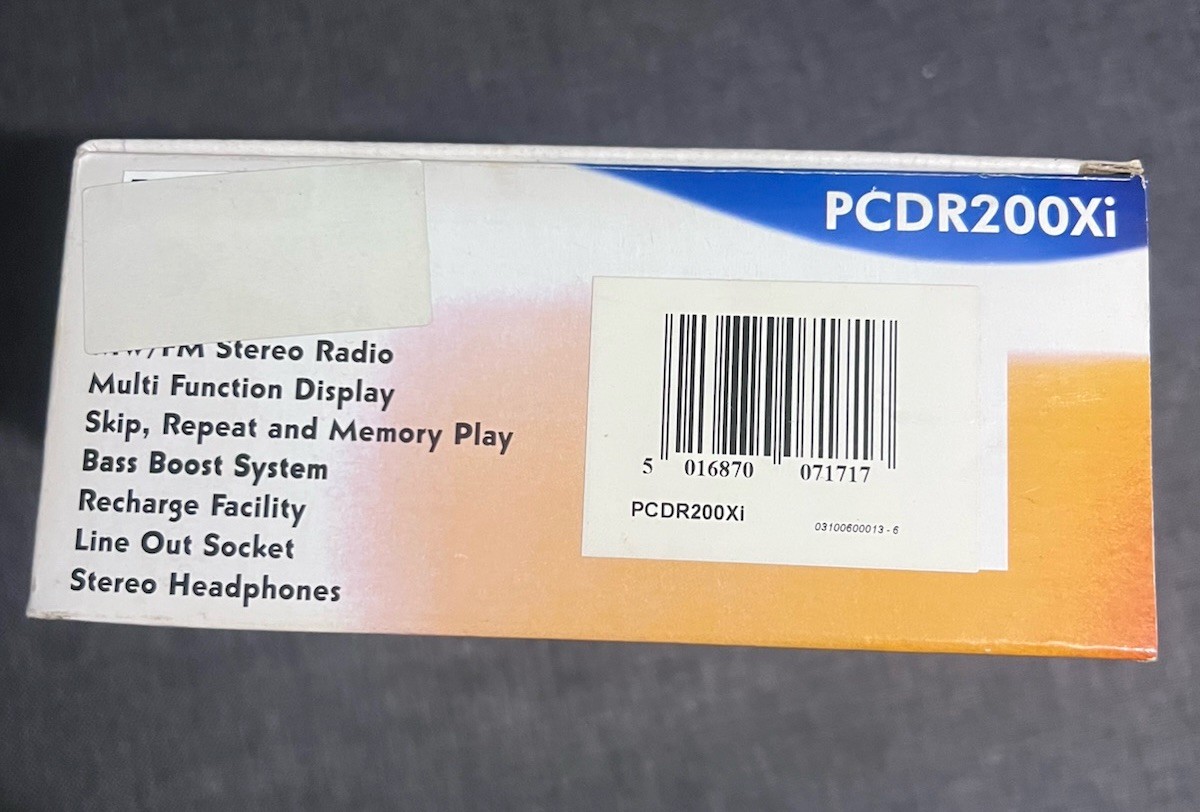 PCDR200Xi
/FM Stereo Radio
Multi Function Display
Skip, Repeat and Memory Play
Bass Boost System
Recharge Facility
Line Out Socket
Stereo Headphones
5 016870 071717
PCDR200Xi
03100600013-6